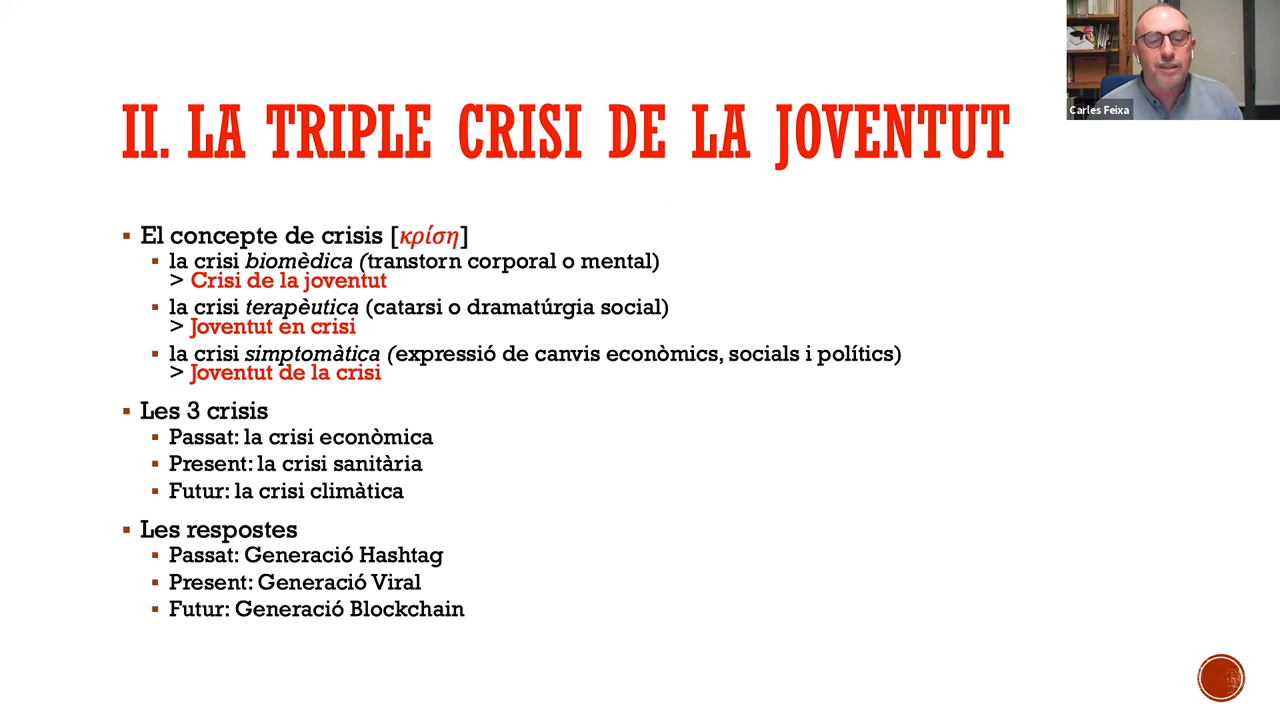 Carles Feixa
II. LA TRIPLE CRISI DE LA JOVENTUT
El concepte de crisis [κρίση]
la crisi biomèdica (transtorn corporal o mental)
> Crisi de la joventut
la crisi terapèutica (catarsi o dramatúrgia social)
> Joventut en crisi
la crisi simptomàtica (expressió de canvis econòmics, socials i polítics)
> Joventut de la crisi
Les 3 crisis
Passat: la crisi econòmica
Present: la crisi sanitària
Futur: la crisi climàtica
Les respostes
Passat: Generació Hashtag
Present: Generació Viral
Futur: Generació Blockchain